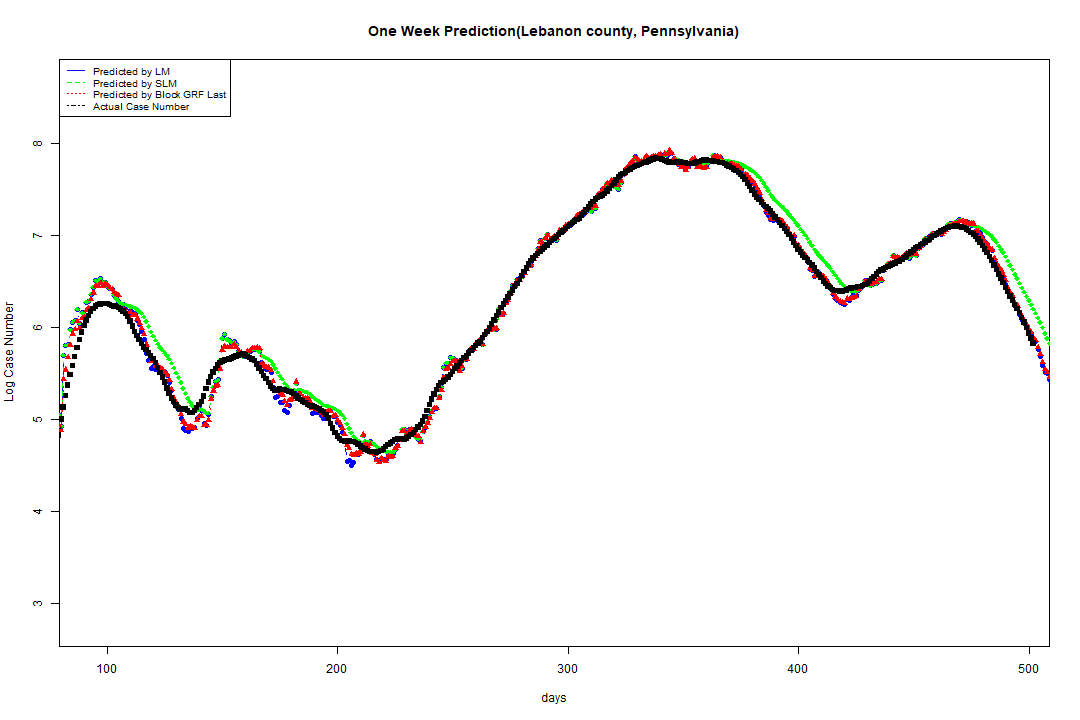 One Week Prediction(Lebanon county, Pennsylvania)
Predicted by LM
Predicted by SLM
Predicted by Block GRF Last
Actual Case Number
8
7
6
5
4
3
Log Case Number
100 200 300 400 500
days